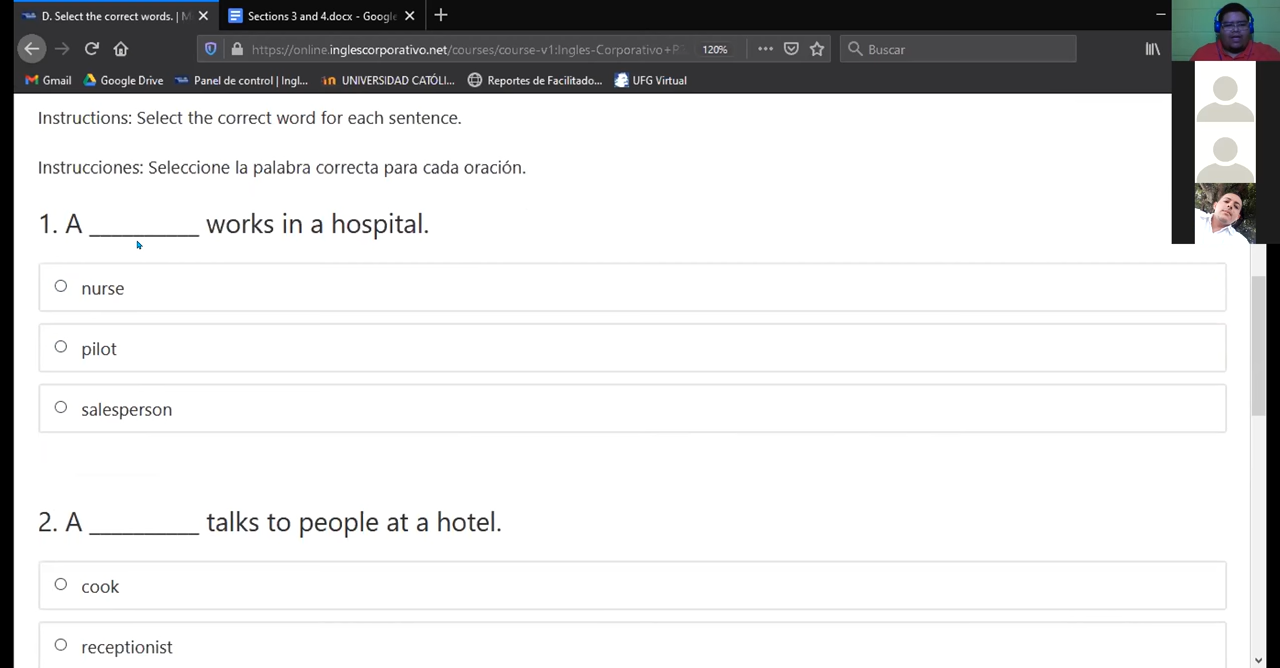 D. Select the correct words. | M
Sections 3 and 4.docx - Google
https://online.inglescorporativo.net/courses/course-v1:Ingles-Corporativo+P
120%
Buscar
Gmail
Google Drive
Panel de control | Ingl...
UNIVERSIDAD CATÓLI...
Reportes de Facilitado...
UFG Virtual
Instructions: Select the correct word for each sentence.
Instrucciones: Seleccione la palabra correcta para cada oración.
1. A __________ works in a hospital.
nurse
pilot
salesperson
2. A __________ talks to people at a hotel.
cook
receptionist